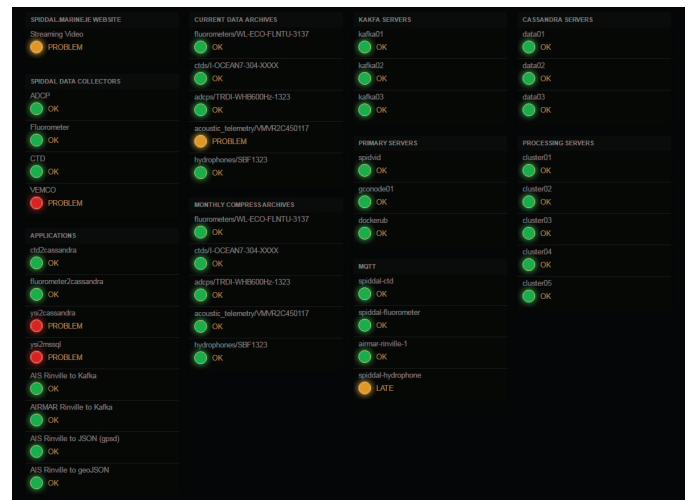 SPIDDAL.MARINE.IE WEBSITE
Streaming Video
PROBLEM
SPIDDAL DATA COLLECTORS
ADCP
OK
Fluorometer
OK
CTD
OK
VEMCO
PROBLEM
APPLICATIONS
ctd2cassandra
OK
fluorometer2cassandra
OK
ysi2cassandra
PROBLEM
ysi2mssql
PROBLEM
AIS Rinville to Kafka
OK
AIRMAR Rinville to Kafka
OK
AIS Rinville to JSON (gpsd)
OK
AIS Rinville to geoJSON
OK
CURRENT DATA ARCHIVES
fluorometers/WL-ECO-FLNTU-3137
OK
ctds/I-OCEAN7-304-XXXX
OK
adcps/TRDI-WHB600Hz-1323
OK
acoustic_telemetry/VMVR2C450117
PROBLEM
hydrophones/SBF1323
OK
MONTHLY COMPRESS ARCHIVES
fluorometers/WL-ECO-FLNTU-3137
OK
ctds/I-OCEAN7-304-XXXX
OK
adcps/TRDI-WHB600Hz-1323
OK
acoustic_telemetry/VMVR2C450117
OK
hydrophones/SBF1323
OK
KAKFA SERVERS
kafka01
OK
kafka02
OK
kafka03
OK
PRIMARY SERVERS
spidvid
OK
gconode01
OK
dockerub
OK
MQTT
spiddal-ctd
OK
spiddal-fluorometer
OK
airmar-rinville-1
OK
spiddal-hydrophone
LATE
CASSANDRA SERVERS
data01
OK
data02
OK
data03
OK
PROCESSING SERVERS
cluster01
OK
cluster02
OK
cluster03
OK
cluster04
OK
cluster05
OK